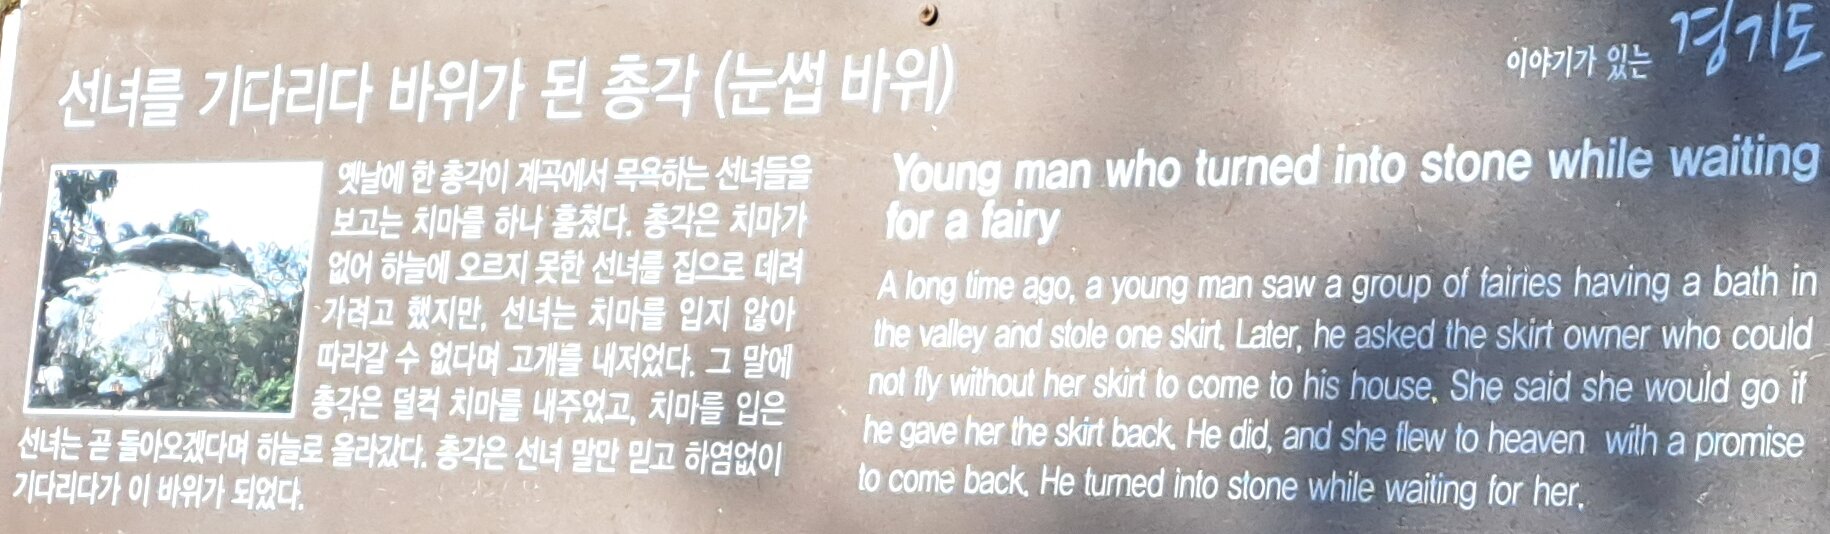 이야기가 있는 경기도
선녀를 기다리다 바위가 된 총각 (눈썹 바위)
옛날에 한 총각이 계곡에서 목욕하는 선녀들을
보고는 치마를 하나 훔쳤다. 총각은 치마가
없어 하늘에 오르지 못한 선녀를 집으로 데려
가려고 했지만, 선녀는 치마를 입지 않아
따라갈 수 없다며 고개를 내저었다. 그 말에
총각은 덜컥 치마를 내주었고, 치마를 입은
선녀는 곧 돌아오겠다며 하늘로 올라갔다. 총각은 선녀 말만 믿고 하염없이
기다리다가 이 바위가 되었다.
Young man who turned into stone while waiting
for a fairy
A long time ago, a young man saw a group of fairies having a bath in
the valley and stole one skirt. Later, he asked the skirt owner who could
not fly without her skirt to come to his house. She said she would go if
he gave her the skirt back. He did, and she flew to heaven with a promise
to come back. He turned into stone while waiting for her.